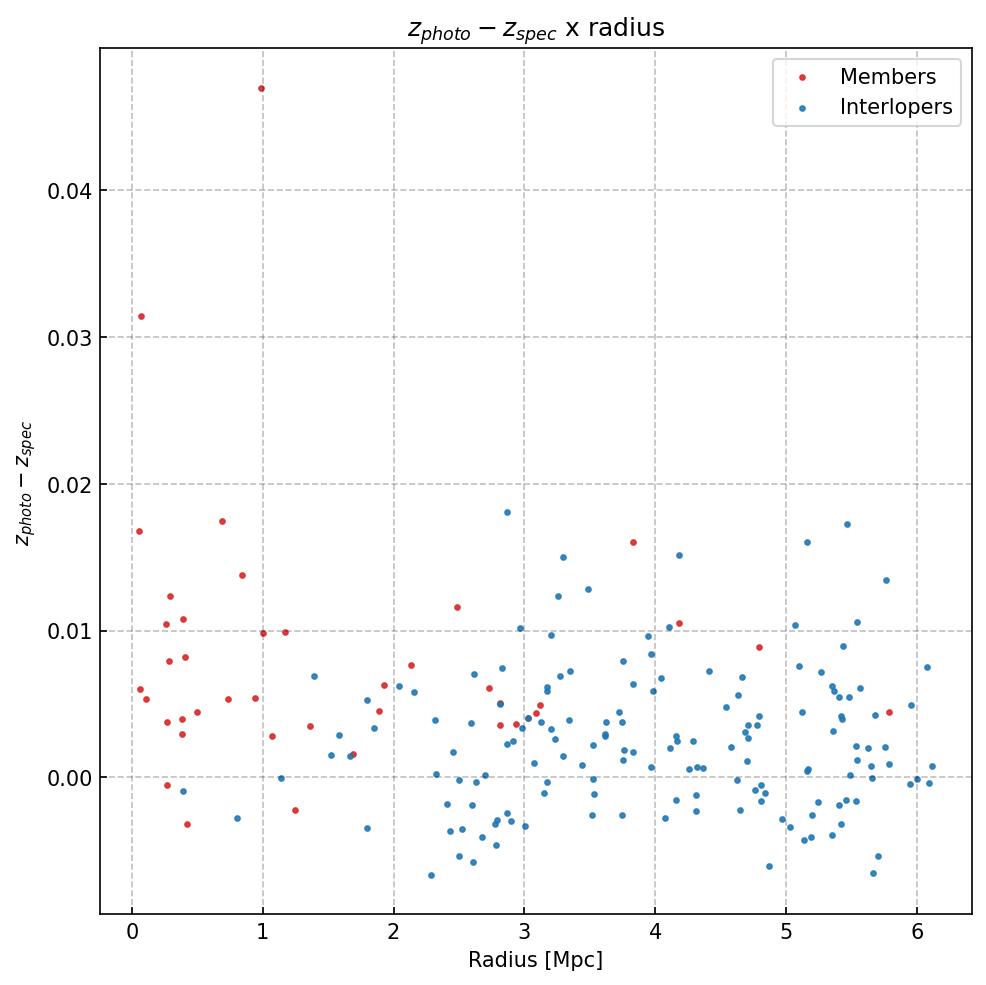 z_photo − z_spec x radius
Members
Interlopers
0.04
0.03
0.02
0.01
0.00
z_photo − z_spec
0 1 2 3 4 5 6
Radius [Mpc]